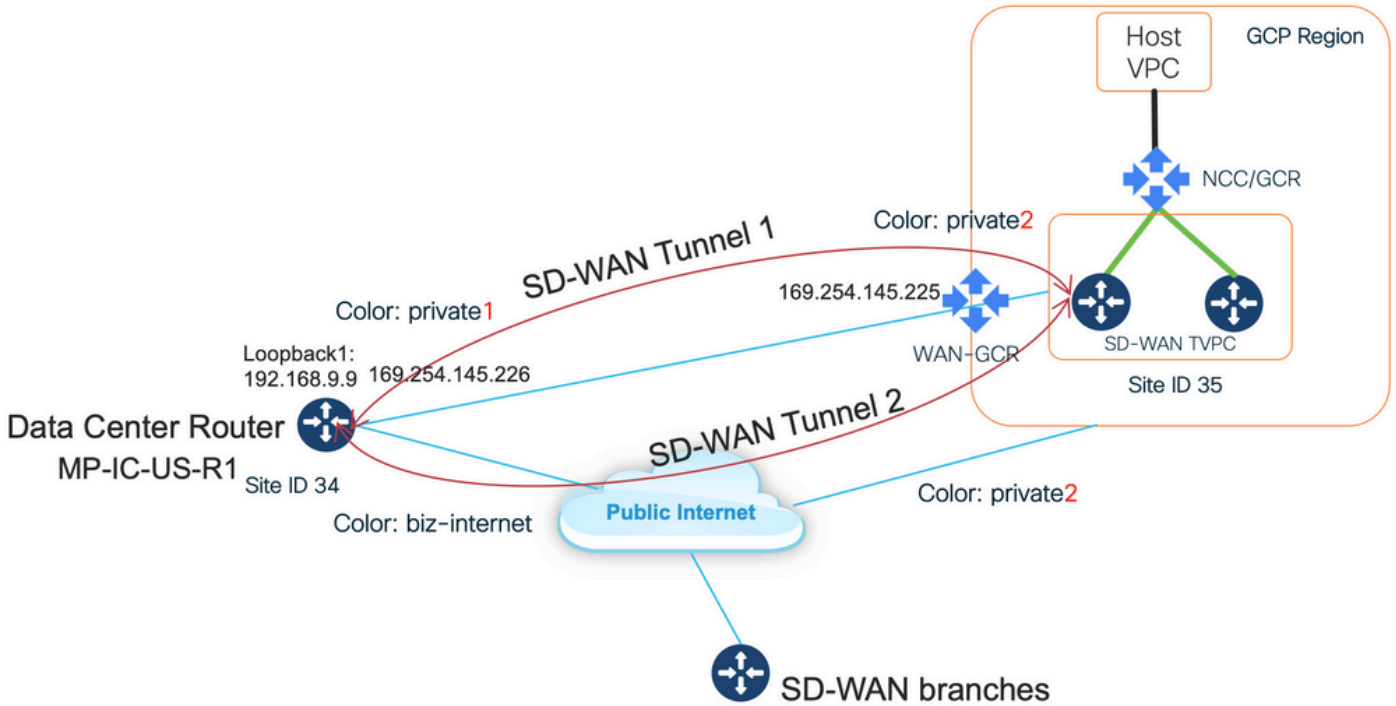 Host
VPC
GCP Region
NCC/GCR
Color: private2
SD-WAN Tunnel 1
169.254.145.225
Color: private1
WAN-GCR
SD-WAN TVPC
Loopback1:
192.168.9.9
169.254.145.226
Site ID 35
Data Center Router
MP-IC-US-R1
Site ID 34
SD-WAN Tunnel 2
Color: private2
Color: biz-internet
Public Internet
SD-WAN branches